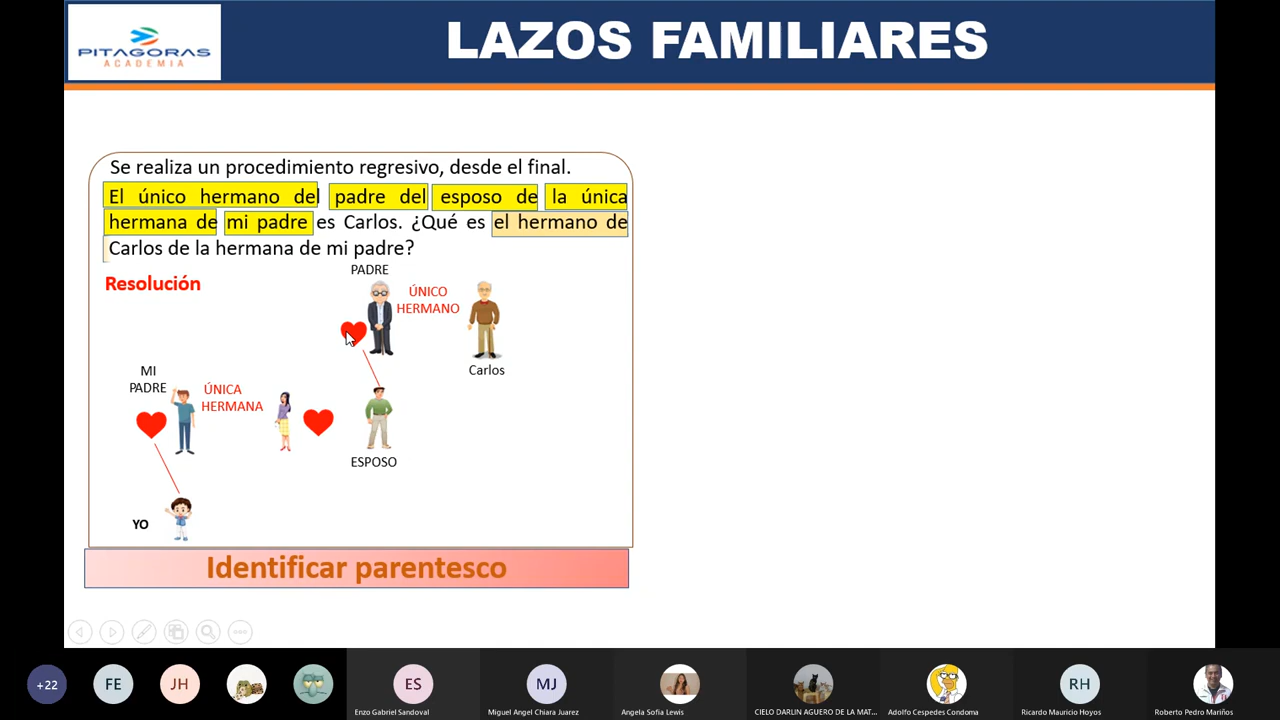 PITAGORAS
ACADEMIA
LAZOS FAMILIARES
Se realiza un procedimiento regresivo, desde el final.
El único hermano del padre del esposo de la única
hermana de mi padre es Carlos. ¿Qué es el hermano de
Carlos de la hermana de mi padre?
Resolución
PADRE
ÚNICO
HERMANO
Carlos
MI
PADRE
ÚNICA
HERMANA
ESPOSO
YO
Identificar parentesco
+22
FE
JH
ES
Enzo Gabriel Sandoval
MJ
Miguel Angel Chiara Juarez
Angela Sofia Lewis
CIELO DARLIN AGUERO DE LA MAT...
Adolfo Cespedes Condoma
RH
Ricardo Mauricio Hoyos
Roberto Pedro Mariños